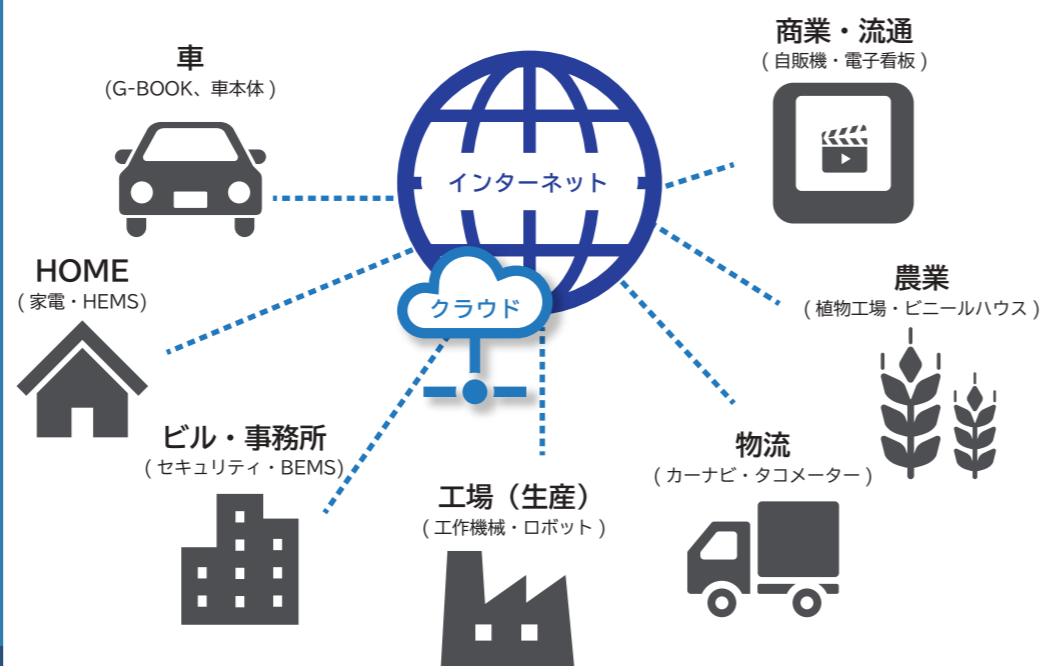 車
(G-BOOK、車本体)
商業・流通
(自販機・電子看板)
インターネット
クラウド
HOME
(家電・HEMS)
農業
(植物工場・ビニールハウス)
ビル・事務所
(セキュリティ・BEMS)
物流
(カーナビ・タコメーター)
工場（生産）
(工作機械・ロボット)